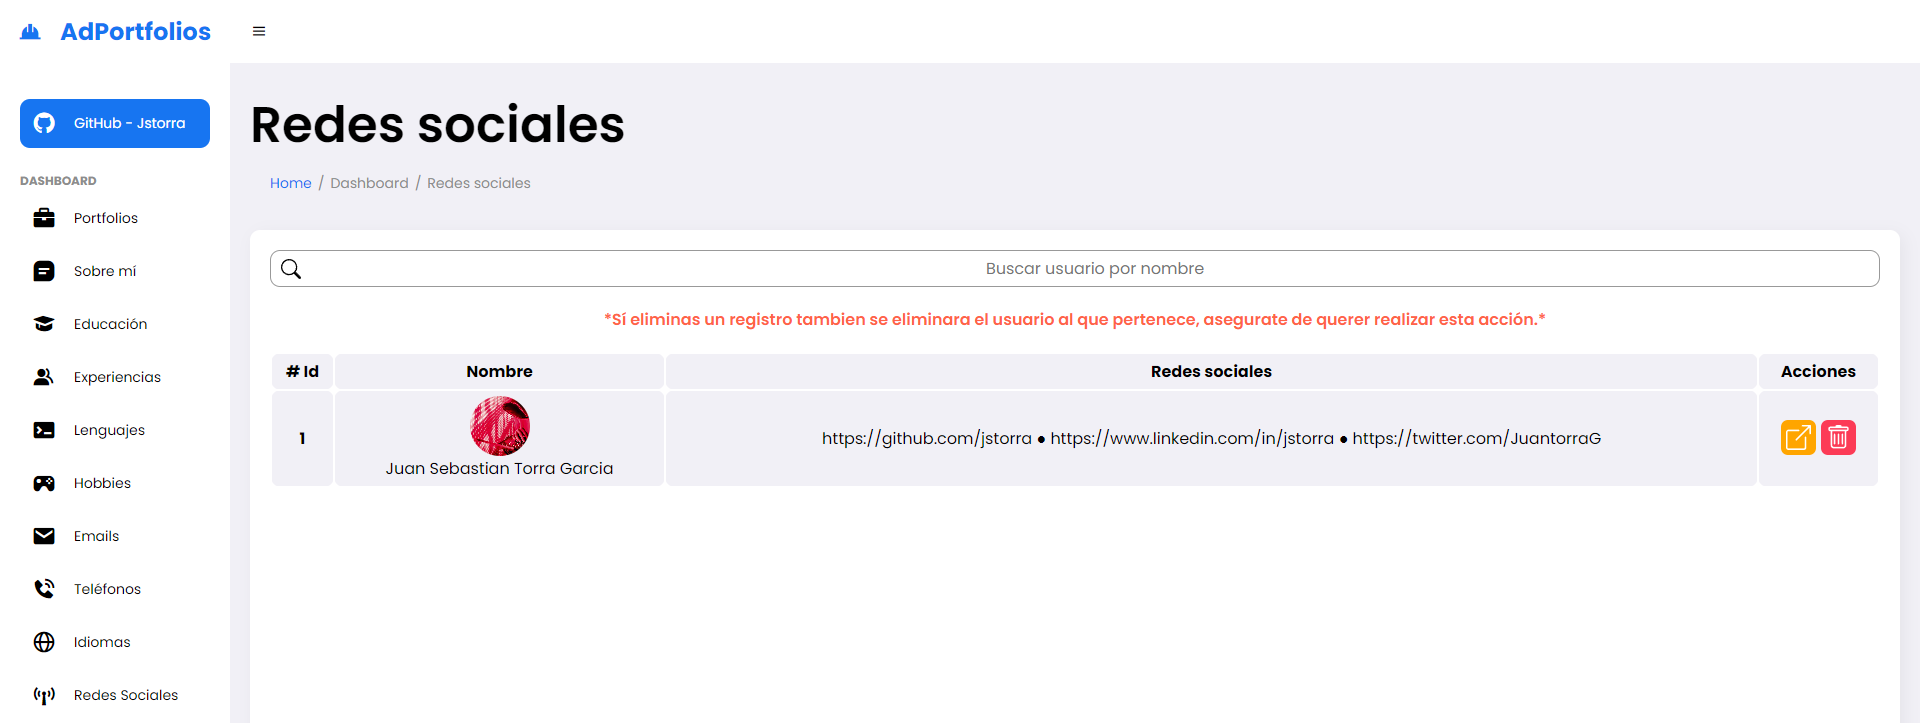 AdPortfolios
GitHub - Jstorra
DASHBOARD
Portfolios
Sobre mí
Educación
Experiencias
Lenguajes
Hobbies
Emails
Teléfonos
Idiomas
Redes Sociales
Redes sociales
Home / Dashboard / Redes sociales
Buscar usuario por nombre
*Sí eliminas un registro tambien se eliminara el usuario al que pertenece, asegurate de querer realizar esta acción.*
# Id Nombre Redes sociales Acciones
1 Juan Sebastian Torra Garcia https://github.com/jstorra ● https://www.linkedin.com/in/jstorra ● https://twitter.com/JuantorraG